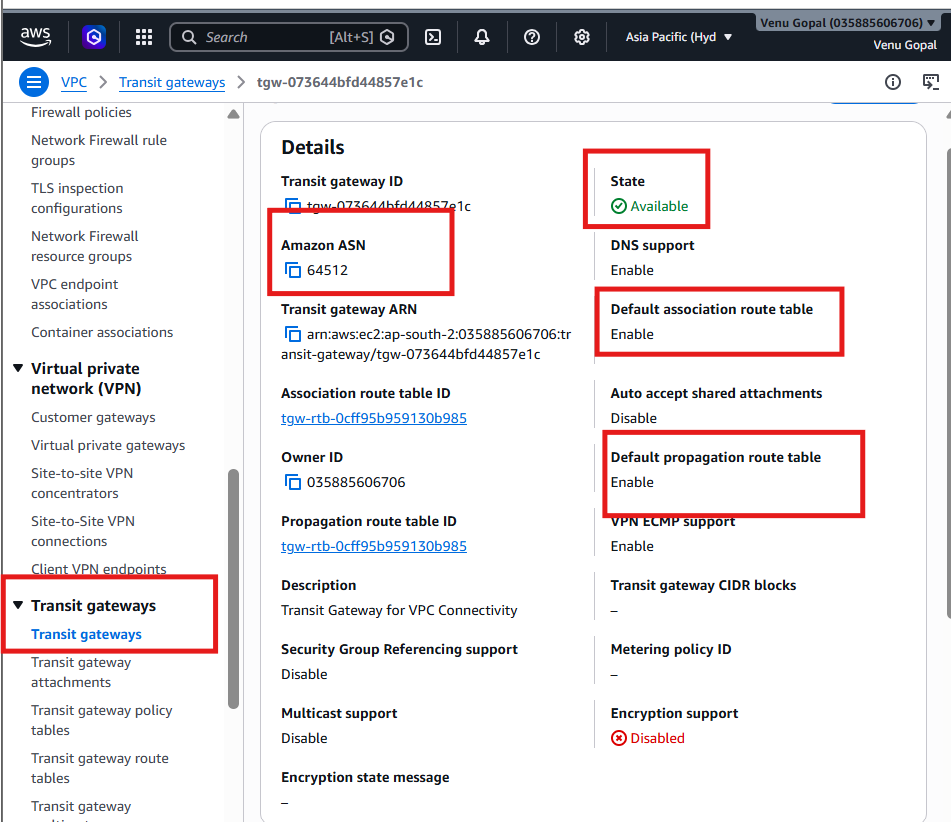 aws
Search
[Alt+S]
Asia Pacific (Hyd
Venu Gopal (035885606706)
Venu Gopal
VPC
Transit gateways
tgw-073644bfd44857e1c
Firewall policies
Network Firewall rule
groups
TLS inspection
configurations
Network Firewall
resource groups
VPC endpoint
associations
Container associations
Virtual private
network (VPN)
Customer gateways
Virtual private gateways
Site-to-site VPN
concentrators
Site-to-Site VPN
connections
Client VPN endpoints
Transit gateways
Transit gateways
Transit gateway
attachments
Transit gateway policy
tables
Transit gateway route
tables
Transit gateway
Details
Transit gateway ID
tgw-073644bfd44857e1c
State
Available
Amazon ASN
64512
DNS support
Enable
Transit gateway ARN
arn:aws:ec2:ap-south-2:035885606706:tr
ansit-gateway/tgw-073644bfd44857e1c
Default association route table
Enable
Association route table ID
tgw-rtb-0cff95b959130b985
Auto accept shared attachments
Disable
Owner ID
035885606706
Default propagation route table
Enable
Propagation route table ID
tgw-rtb-0cff95b959130b985
VPN ECMP support
Enable
Description
Transit Gateway for VPC Connectivity
Transit gateway CIDR blocks
–
Security Group Referencing support
Disable
Metering policy ID
–
Multicast support
Disable
Encryption support
Disabled
Encryption state message
–